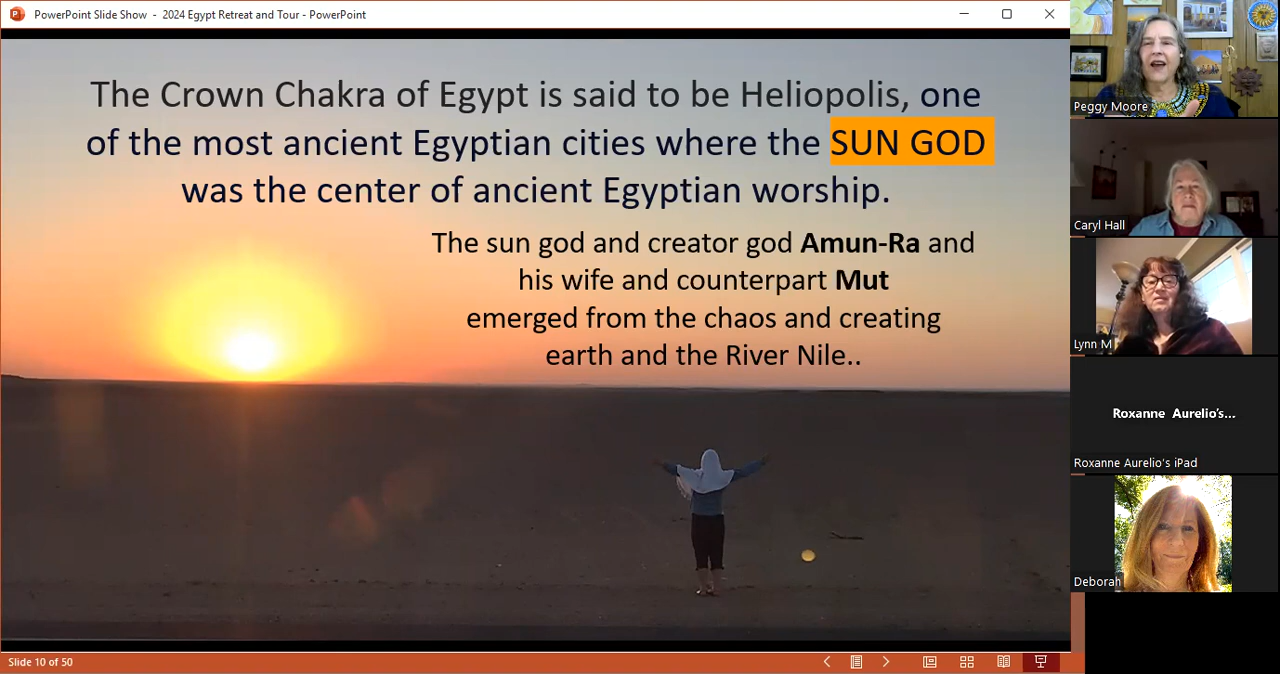 PowerPoint Slide Show - 2024 Egypt Retreat and Tour - PowerPoint
The Crown Chakra of Egypt is said to be Heliopolis, one
of the most ancient Egyptian cities where the SUN GOD
was the center of ancient Egyptian worship.
The sun god and creator god Amun-Ra and
his wife and counterpart Mut
emerged from the chaos and creating
earth and the River Nile..
Slide 10 of 50
Peggy Moore
Caryl Hall
Lynn M
Roxanne Aurelio's...
Roxanne Aurelio's iPad
Deborah